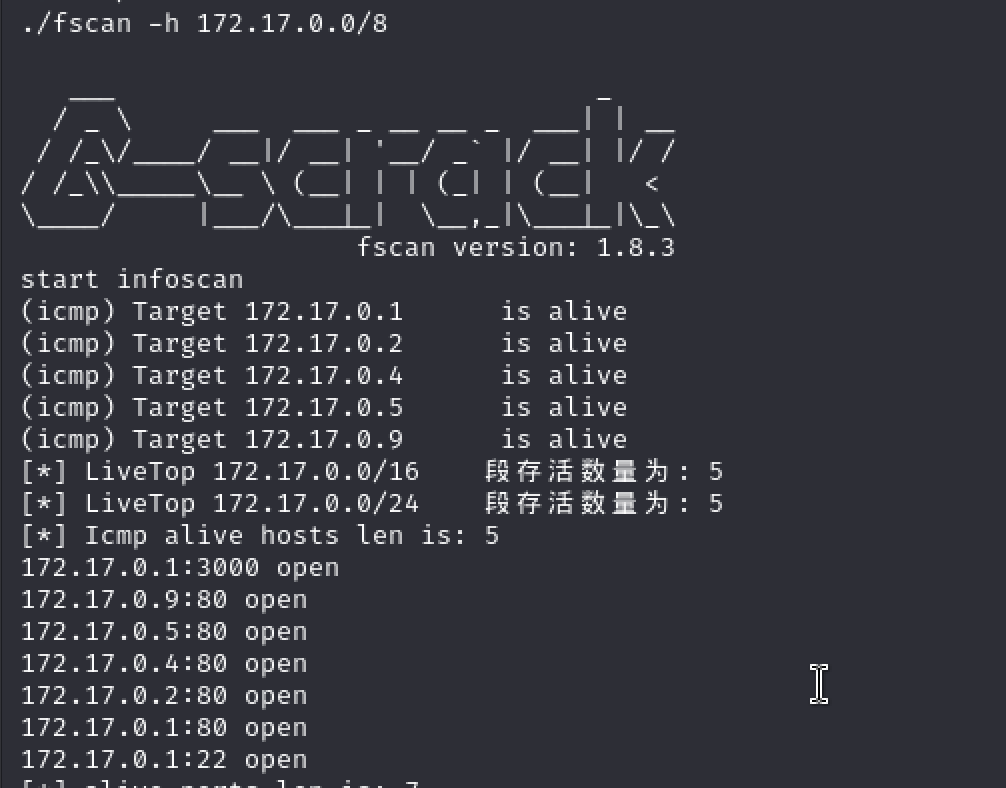 ./fscan -h 172.17.0.0/8
fscan version: 1.8.3
start infoscan
(icmp) Target 172.17.0.1 is alive
(icmp) Target 172.17.0.2 is alive
(icmp) Target 172.17.0.4 is alive
(icmp) Target 172.17.0.5 is alive
(icmp) Target 172.17.0.9 is alive
[*] LiveTop 172.17.0.0/16 段存活数量为: 5
[*] LiveTop 172.17.0.0/24 段存活数量为: 5
[*] Icmp alive hosts len is: 5
172.17.0.1:3000 open
172.17.0.9:80 open
172.17.0.5:80 open
172.17.0.4:80 open
172.17.0.2:80 open
172.17.0.1:80 open
172.17.0.1:22 open
[*] alive ports len is: 7